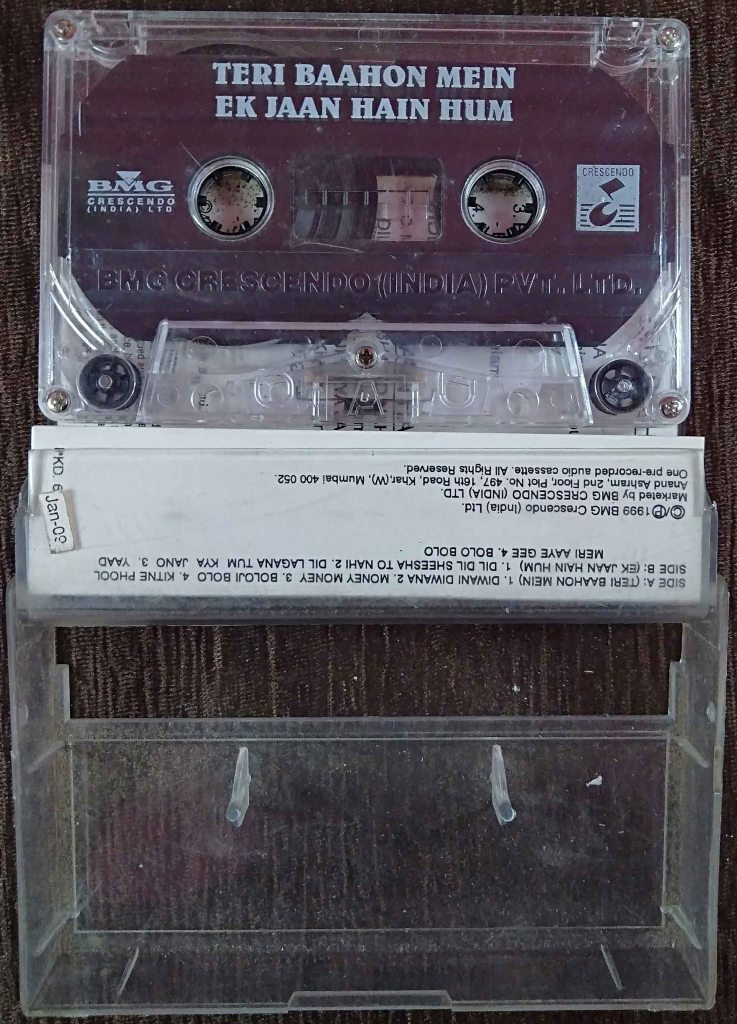 TERI BAAHON MEIN
EK JAAN HAIN HUM
BMG
CRESCENDO
(INDIA) LTD
CRESCENDO
BMG CRESCENDO (INDIA) PVT. LTD.
SIDE A: (TERI BAAHON MEIN) 1. DIWANI DIWANA 2. MONEY MONEY 3. BOLOJI BOLO 4. KITNE PHOOL
SIDE B: (EK JAAN HAIN HUM) 1. DIL DIL SHEESHA TO NAHI 2. DIL LAGANA TUM KYA JANO 3. YAAD
MERI AAYE GEE 4. BOLO BOLO
©/℗1999 BMG Crescendo (India) Ltd.
Marketed by BMG CRESCENDO (INDIA) LTD.
Anand Ashram, 2nd Floor, Plot No. 497, 16th Road, Khar,(W), Mumbai 400 052.
One pre-recorded audio cassette. All Rights Reserved.
PKD.
Jan-0